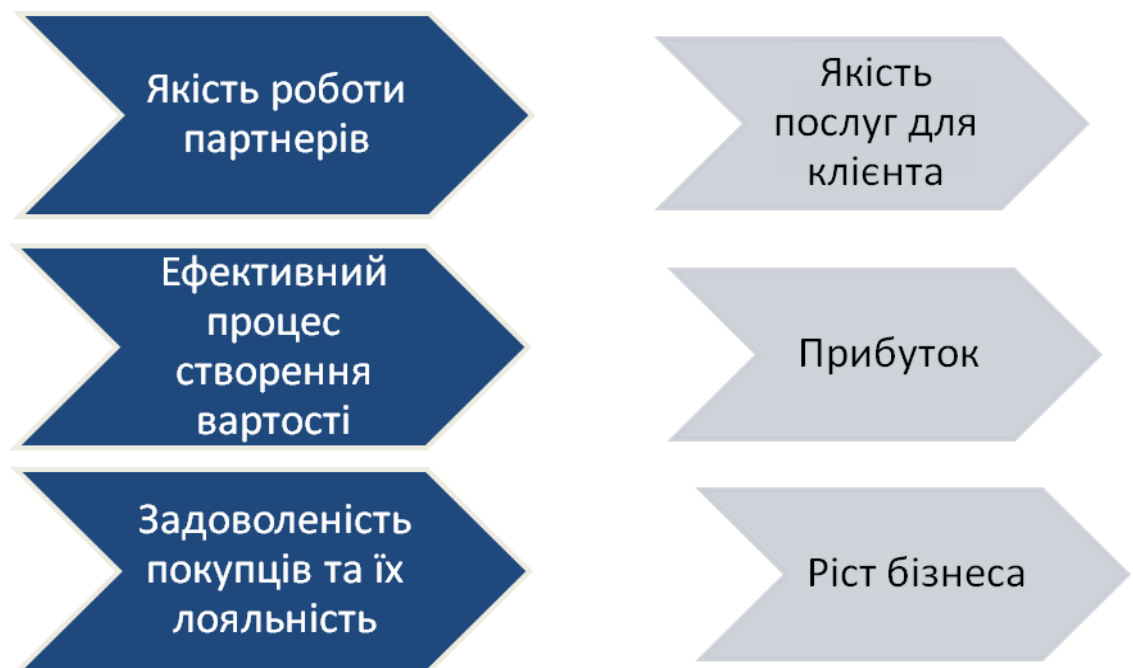 Якість роботи
партнерів
Якість
послуг для
клієнта
Ефективний
процес
створення
вартості
Прибуток
Задоволеність
покупців та їх
лояльність
Ріст бізнеса